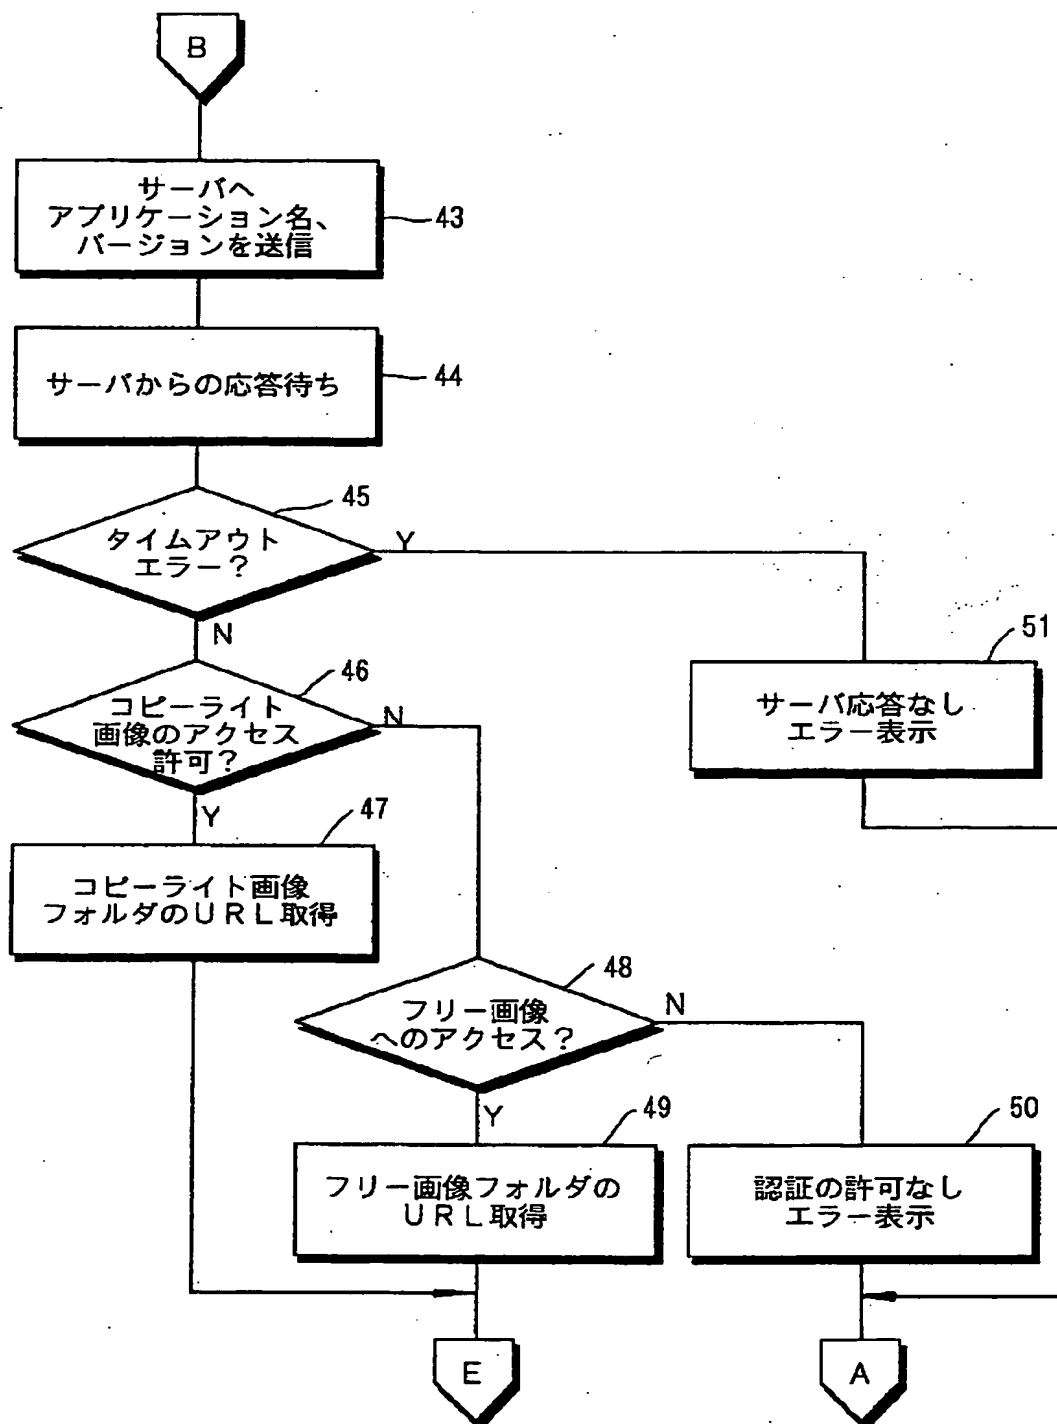 B
サーバへ
アプリケーション名、
バージョンを送信
43
サーバからの応答待ち
44
45
タイムアウト
エラー？
Y
N
51
サーバ応答なし
エラー表示
46
コピーライト
画像のアクセス
許可？
N
Y
47
コピーライト画像
フォルダのＵＲＬ取得
48
フリー画像
へのアクセス？
N
Y
49
フリー画像フォルダの
ＵＲＬ取得
50
認証の許可なし
エラー表示
E
A